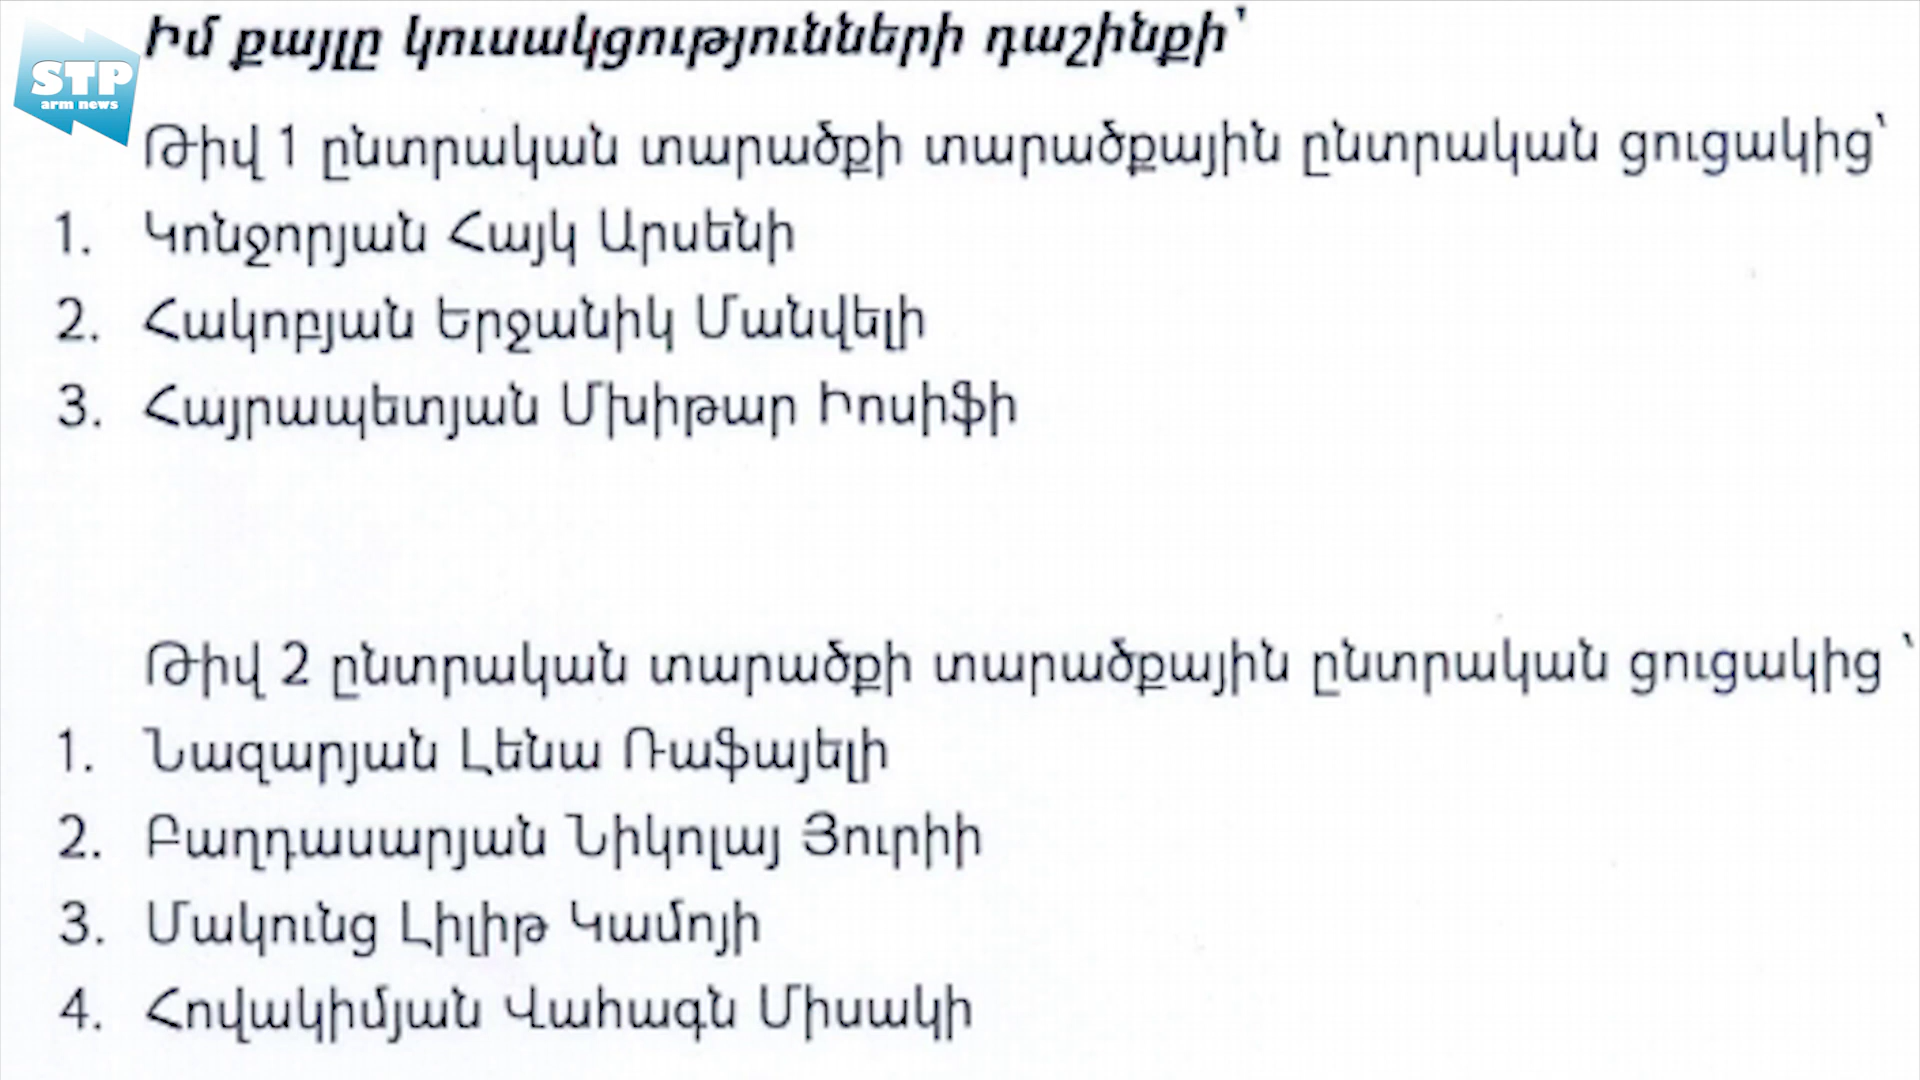 Իմ քայլը կուսակցությունների դաշինքի՝
STP
arm news
Թիվ 1 ընտրական տարածքի տարածքային ընտրական ցուցակից՝
1. Կոնջորյան Հայկ Արսենի
2. Հակոբյան Երջանիկ Մանվելի
3. Հայրապետյան Մխիթար Իոսիֆի
Թիվ 2 ընտրական տարածքի տարածքային ընտրական ցուցակից ՝
1. Նազարյան Լենա Ռաֆայելի
2. Բաղդասարյան Նիկոլայ Յուրիի
3. Մակունց Լիլիթ Կամոյի
4. Հովակիմյան Վահագն Միսակի